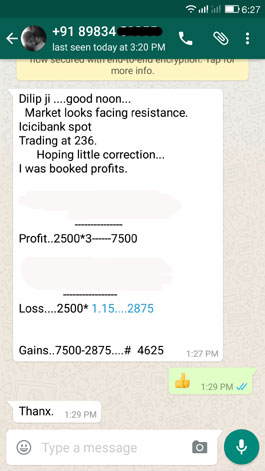 6:27
+91 89834
last seen today at 3:20 PM
now secured with end-to-end encryption. Tap for
more info.
Dilip ji ....good noon...
Market looks facing resistance.
Icicibank spot
Trading at 236.
Hoping little correction...
I was booked profits.
---------------
Profit..2500*3------7500
-----------------
Loss....2500* 1.15....2875
Gains..7500-2875....# 4625
1:27 PM
👍 1:29 PM
Thanx. 1:29 PM
Type a message